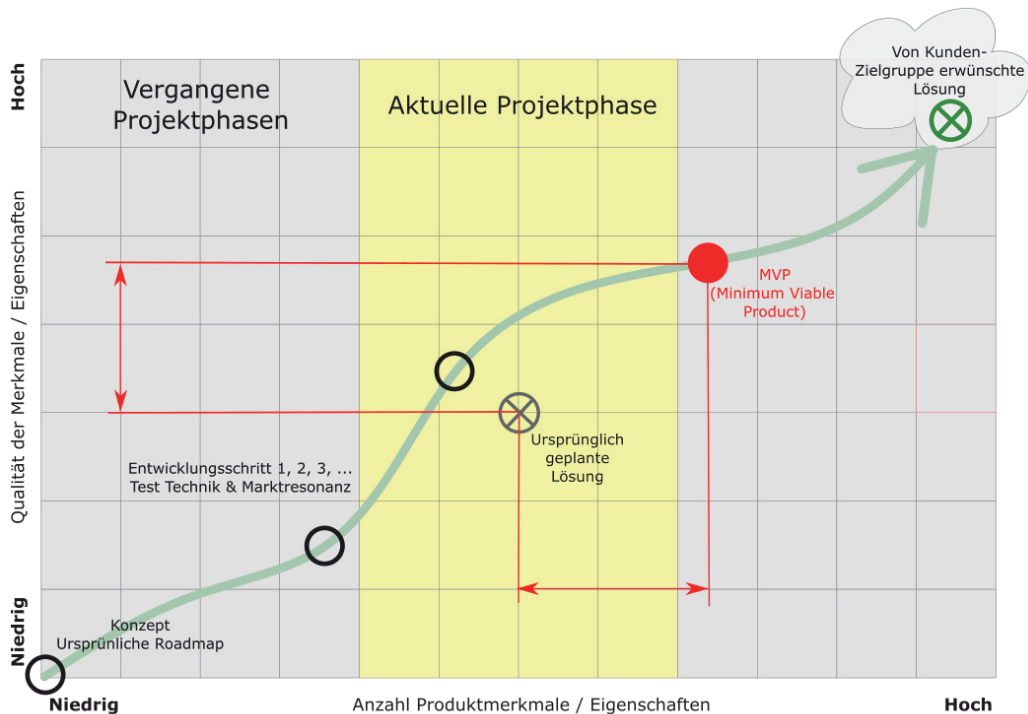 Von Kunden-
Zielgruppe erwünschte
Lösung
Hoch
Vergangene
Projektphasen
Aktuelle Projektphase
Qualität der Merkmale / Eigenschaften
MVP
(Minimum Viable
Product)
Ursprünglich
geplante
Lösung
Entwicklungsschritt 1, 2, 3, ...
Test Technik & Marktresonanz
Konzept
Ursprünliche Roadmap
Niedrig
Niedrig
Anzahl Produktmerkmale / Eigenschaften
Hoch